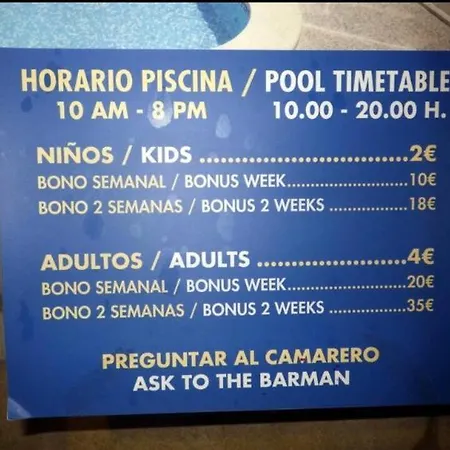 HORARIO PISCINA / POOL TIMETABLE
10 AM - 8 PM 10.00 - 20.00 H.
NIÑOS / KIDS ........................ 2€
BONO SEMANAL / BONUS WEEK........................ 10€
BONO 2 SEMANAS / BONUS 2 WEEKS ................ 18€
ADULTOS / ADULTS ................ 4€
BONO SEMANAL / BONUS WEEK........................ 20€
BONO 2 SEMANAS / BONUS 2 WEEKS ................ 35€
PREGUNTAR AL CAMARERO
ASK TO THE BARMAN